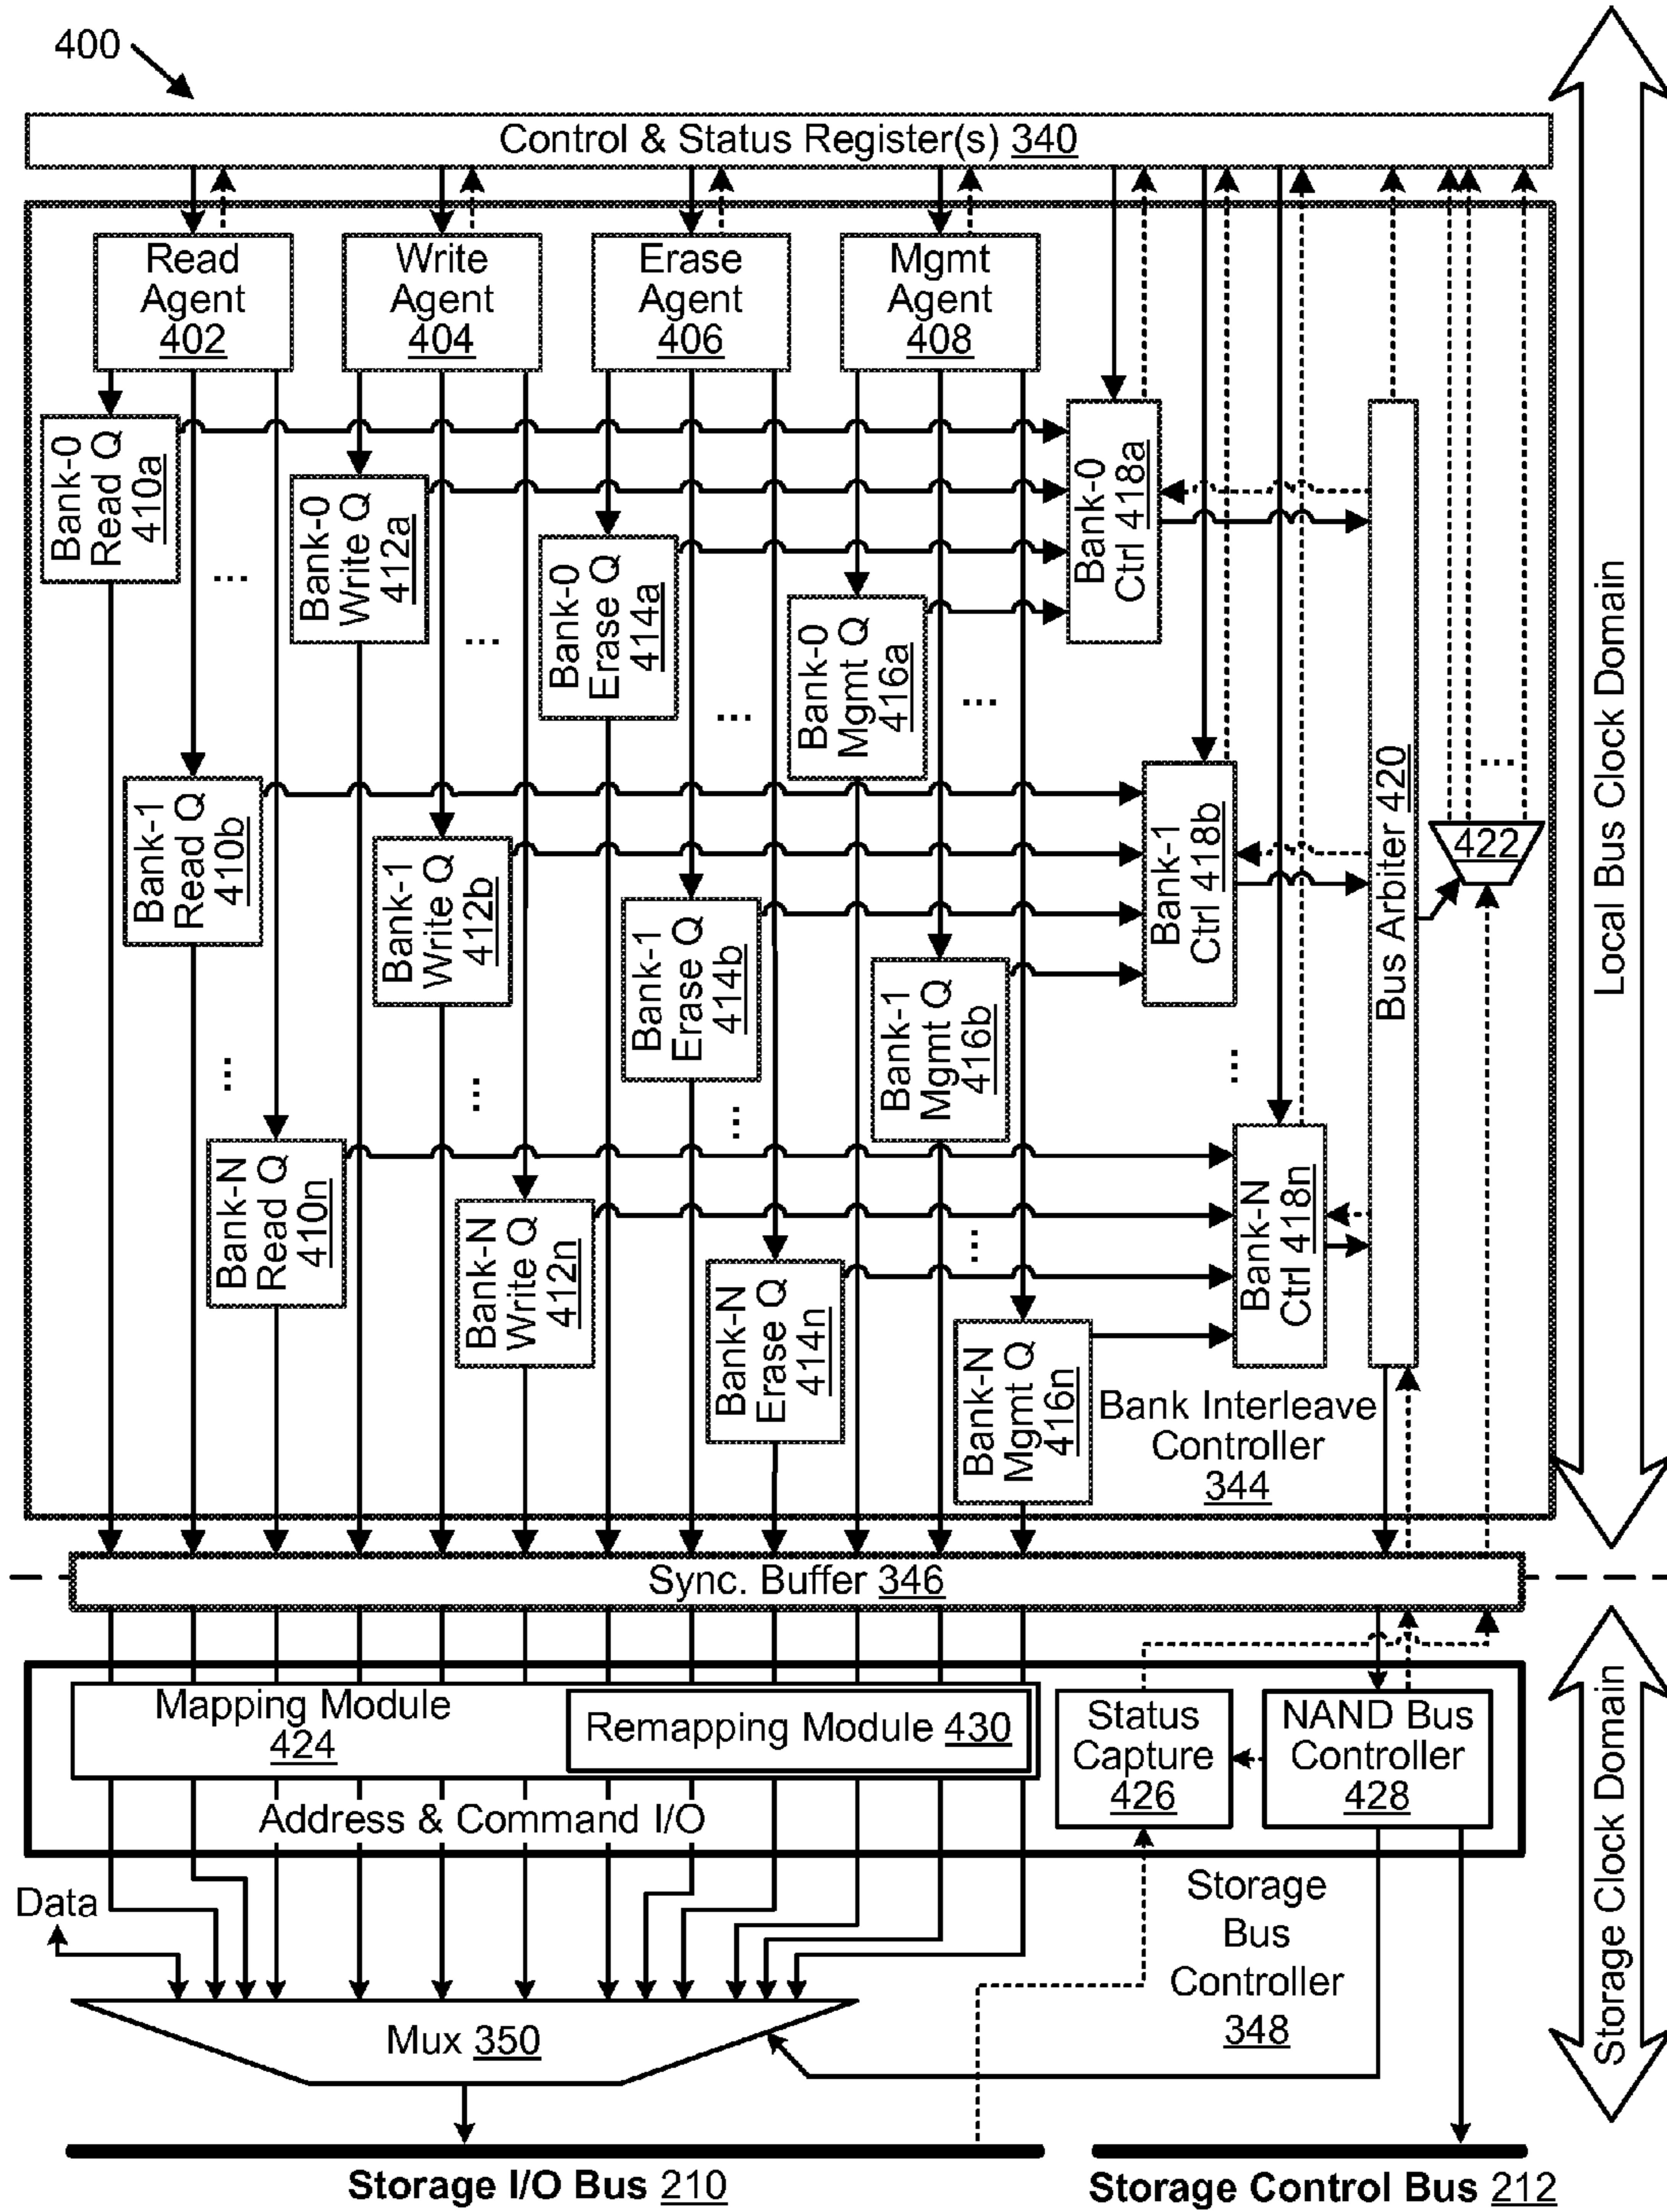 400
Control & Status Register(s) 340
Read
Agent
402
Write
Agent
404
Erase
Agent
406
Mgmt
Agent
408
Bank-0
Read Q
410a
...
Bank-0
Write Q
412a
...
Bank-0
Erase Q
414a
...
Bank-0
Mgmt Q
416a
...
Bank-0
Ctrl 418a
Bank-1
Read Q
410b
...
Bank-1
Write Q
412b
...
Bank-1
Erase Q
414b
...
Bank-1
Mgmt Q
416b
...
Bank-1
Ctrl 418b
...
Bus Arbiter 420
...
422
Bank-N
Read Q
410n
Bank-N
Write Q
412n
Bank-N
Erase Q
414n
Bank-N
Mgmt Q
416n
Bank-N
Ctrl 418n
Bank Interleave
Controller
344
Local Bus Clock Domain
Sync. Buffer 346
Mapping Module
424
Remapping Module 430
Address & Command I/O
Status
Capture
426
NAND Bus
Controller
428
Storage
Bus
Controller
348
Storage Clock Domain
Data
Mux 350
Storage I/O Bus 210
Storage Control Bus 212